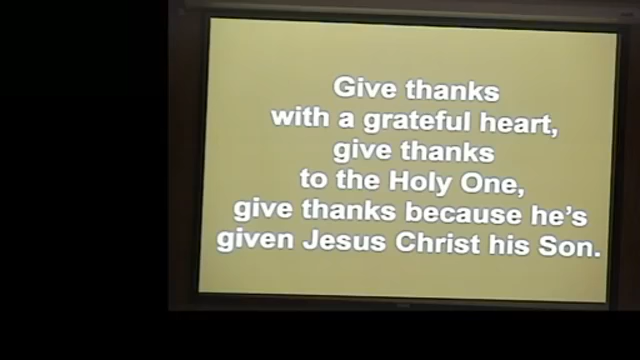 Give thanks
with a grateful heart,
give thanks
to the Holy One,
give thanks because he's
given Jesus Christ his Son.